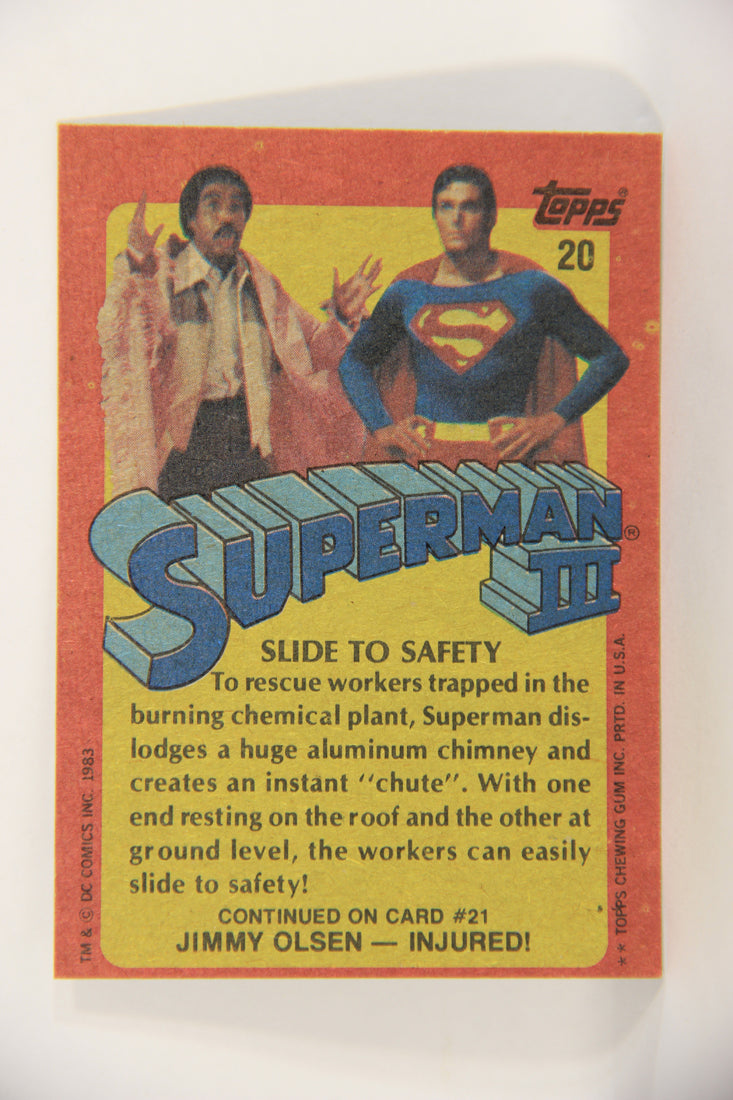 topps®
20
S
SUPERMAN®
III
SLIDE TO SAFETY
To rescue workers trapped in the
burning chemical plant, Superman dis-
lodges a huge aluminum chimney and
creates an instant "chute". With one
end resting on the roof and the other at
ground level, the workers can easily
slide to safety!
CONTINUED ON CARD #21
JIMMY OLSEN — INJURED!
TM & © DC COMICS INC. 1983
** TOPPS CHEWING GUM INC. PRTD. IN U.S.A.